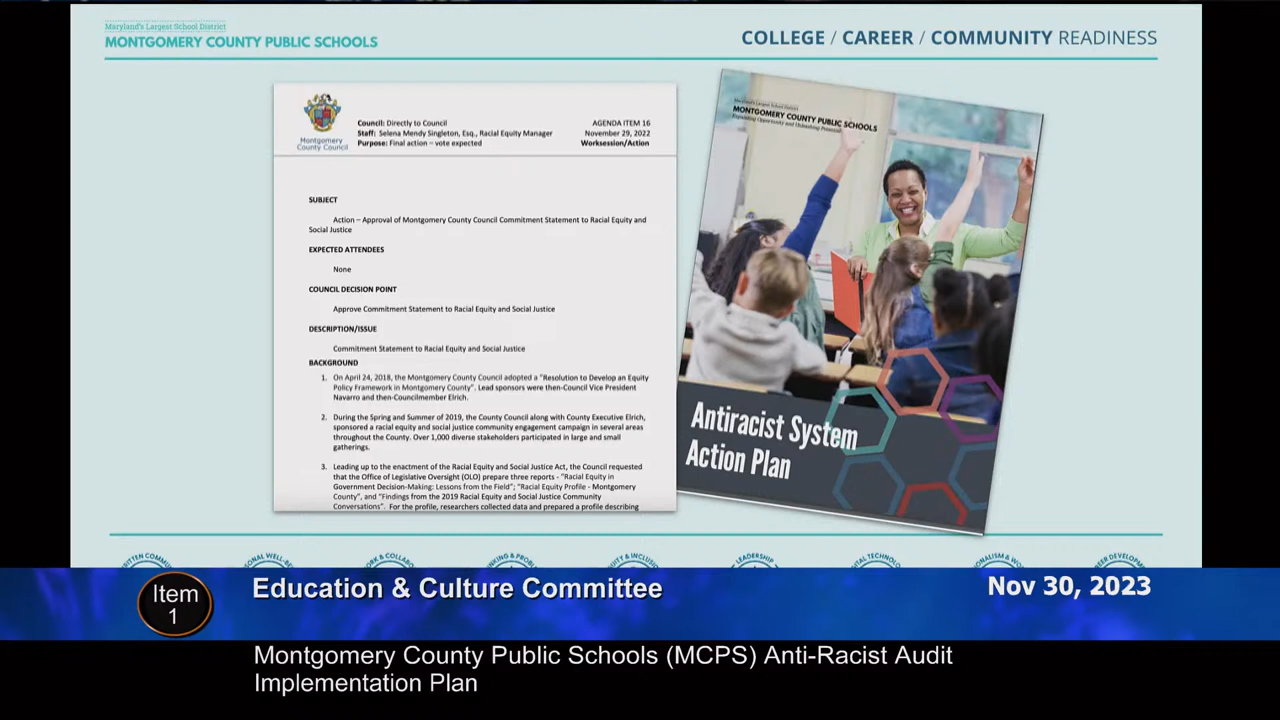 Maryland's Largest School District
MONTGOMERY COUNTY PUBLIC SCHOOLS
COLLEGE / CAREER / COMMUNITY READINESS
Montgomery
County Council
Council: Directly to Council
Staff: Selena Mendy Singleton, Esq., Racial Equity Manager
Purpose: Final action – vote expected
AGENDA ITEM 16
November 29, 2022
Worksession/Action
SUBJECT
Action – Approval of Montgomery County Council Commitment Statement to Racial Equity and
Social Justice
EXPECTED ATTENDEES
None
COUNCIL DECISION POINT
Approve Commitment Statement to Racial Equity and Social Justice
DESCRIPTION/ISSUE
Commitment Statement to Racial Equity and Social Justice
BACKGROUND
1. On April 24, 2018, the Montgomery County Council adopted a "Resolution to Develop an Equity
Policy Framework in Montgomery County". Lead sponsors were then-Council Vice President
Navarro and then-Councilmember Elrich.
2. During the Spring and Summer of 2019, the County Council along with County Executive Elrich,
sponsored a racial equity and social justice community engagement campaign in several areas
throughout the County. Over 1,000 diverse stakeholders participated in large and small
gatherings.
3. Leading up to the enactment of the Racial Equity and Social Justice Act, the Council requested
that the Office of Legislative Oversight (OLO) prepare three reports - "Racial Equity in
Government Decision-Making: Lessons from the Field"; "Racial Equity Profile - Montgomery
County", and "Findings from the 2019 Racial Equity and Social Justice Community
Conversations". For the profile, researchers collected data and prepared a profile describing
Maryland's Largest School District
MONTGOMERY COUNTY PUBLIC SCHOOLS
Expanding Opportunity and Unleashing Potential
Antiracist System
Action Plan
Item
1
Education & Culture Committee
Nov 30, 2023
Montgomery County Public Schools (MCPS) Anti-Racist Audit
Implementation Plan